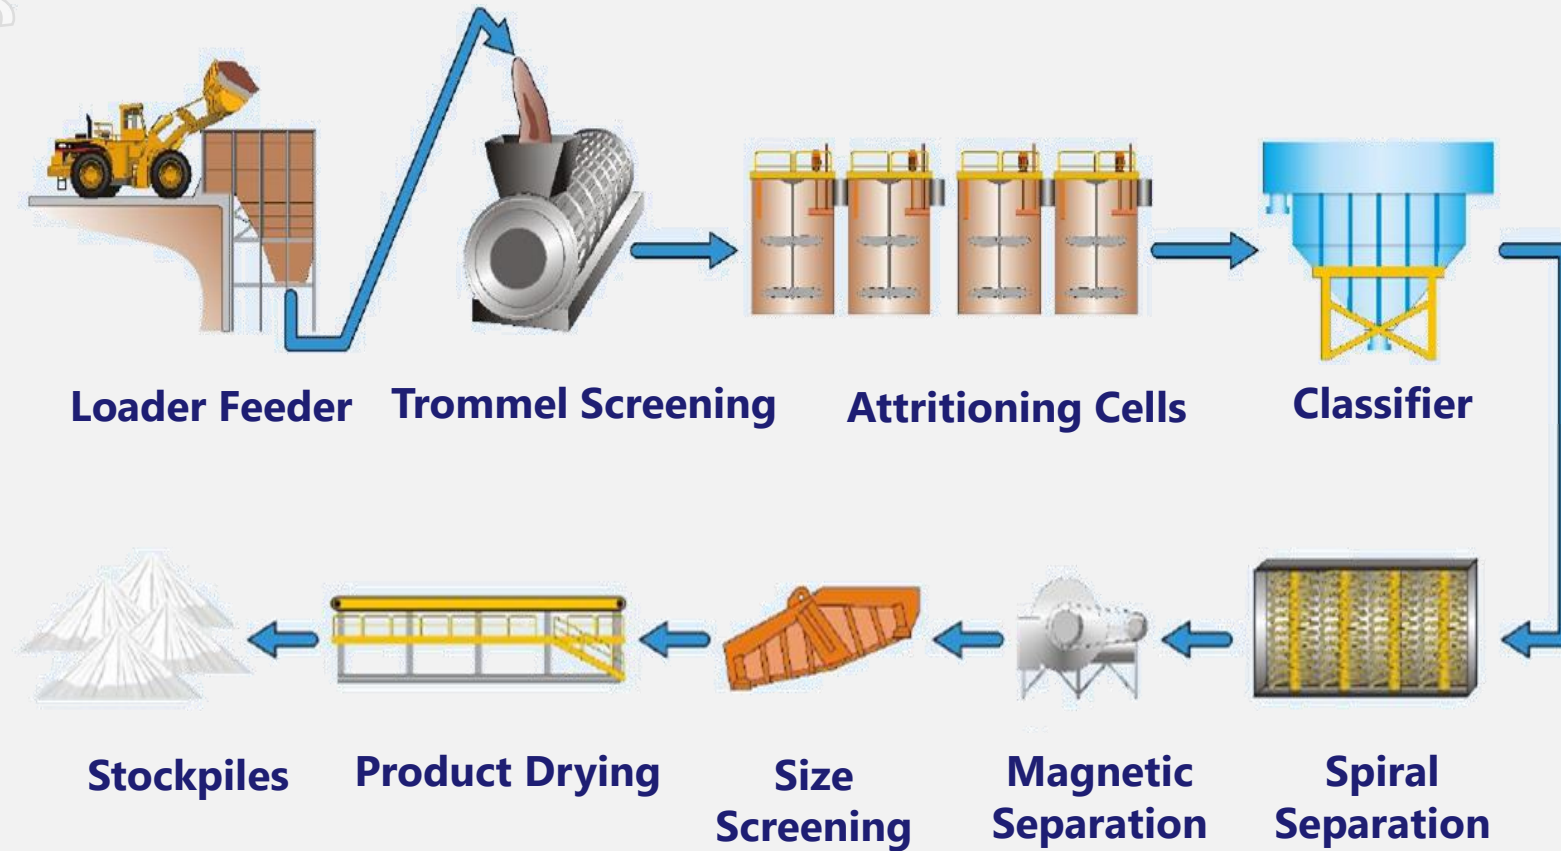 Loader Feeder
Trommel Screening
Attritioning Cells
Classifier
Stockpiles
Product Drying
Size
Screening
Magnetic
Separation
Spiral
Separation